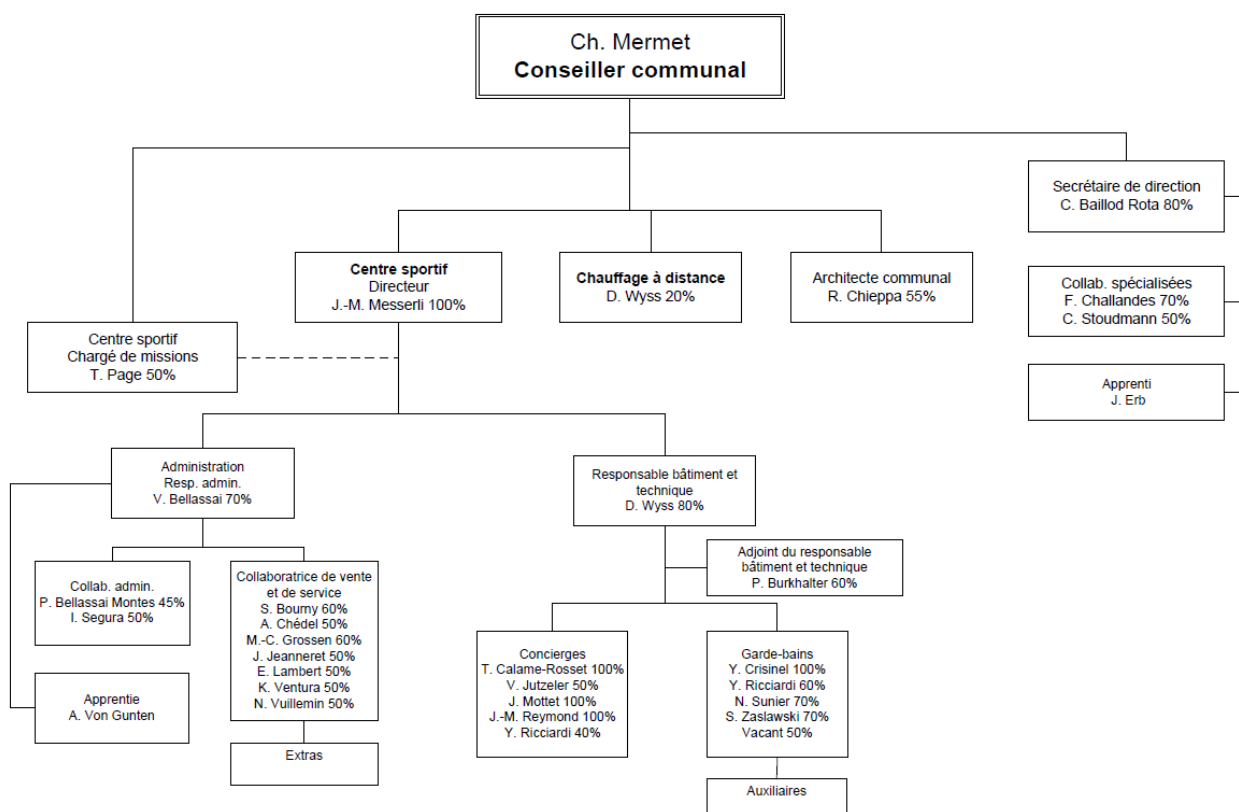 Ch. Mermet
Conseiller communal
Secrétaire de direction
C. Baillod Rota 80%
Centre sportif
Directeur
J.-M. Messerli 100%
Chauffage à distance
D. Wyss 20%
Architecte communal
R. Chieppa 55%
Collab. spécialisées
F. Challandes 70%
C. Stoudmann 50%
Centre sportif
Chargé de missions
T. Page 50%
Apprenti
J. Erb
Administration
Resp. admin.
V. Bellassai 70%
Responsable bâtiment et
technique
D. Wyss 80%
Adjoint du responsable
bâtiment et technique
P. Burkhalter 60%
Collab. admin.
P. Bellassai Montes 45%
I. Segura 50%
Collaboratrice de vente
et de service
S. Bourny 60%
A. Chédel 50%
M.-C. Grossen 60%
J. Jeanneret 50%
E. Lambert 50%
K. Ventura 50%
N. Vuillemin 50%
Concierges
T. Calame-Rosset 100%
V. Jutzeler 50%
J. Mottet 100%
J.-M. Reymond 100%
Y. Ricciardi 40%
Garde-bains
Y. Crisinel 100%
Y. Ricciardi 60%
N. Sunier 70%
S. Zaslawski 70%
Vacant 50%
Apprentie
A. Von Gunten
Extras
Auxiliaires